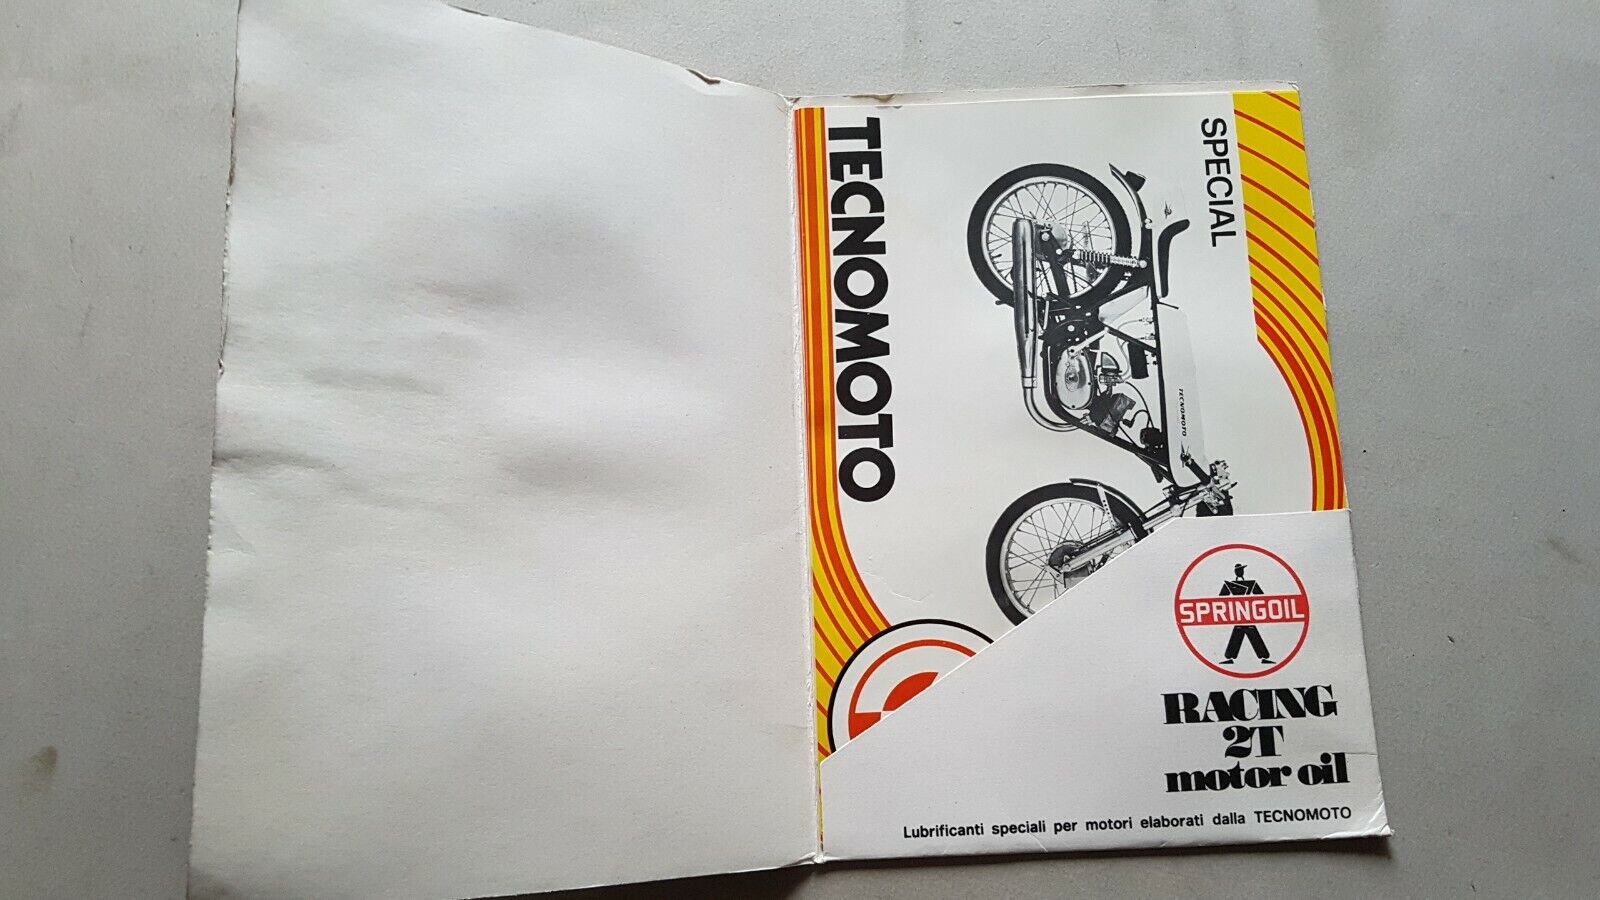 TECNOMOTO
SPECIAL
TECNOMOTO
SPRINGOIL
RACING
2T
motor oil
Lubrificanti speciali per motori elaborati dalla TECNOMOTO